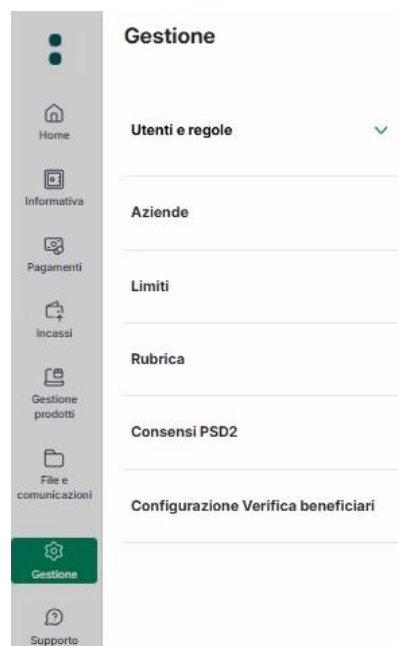 Gestione
Home
Informativa
Pagamenti
Incassi
Gestione
prodotti
File e
comunicazioni
Gestione
Supporto
Utenti e regole
Aziende
Limiti
Rubrica
Consensi PSD2
Configurazione Verifica beneficiari